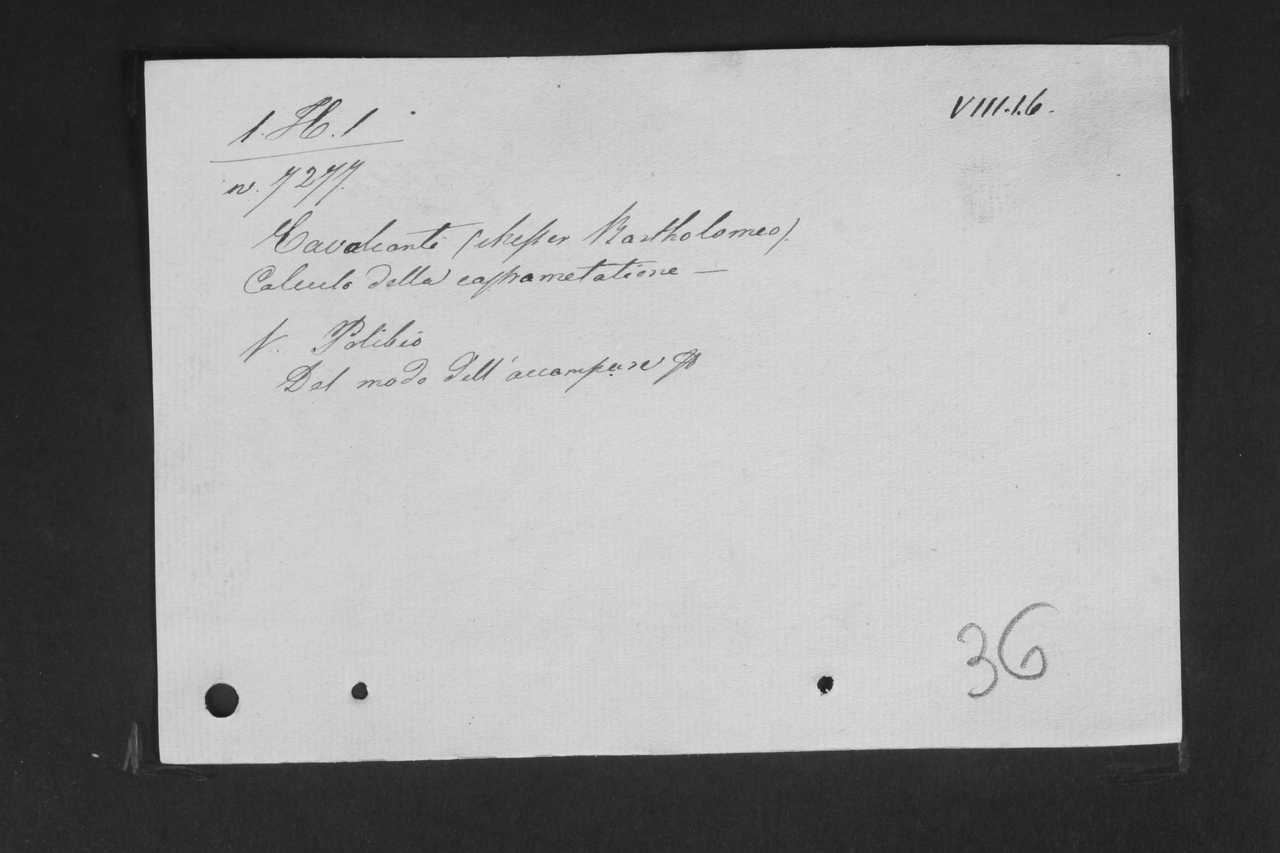 1.H.1
VIII.1.6.
n. 7277.
Cavalcanti (Messer Bartholomeo).
Calculo della castrametatione —
V. Polibio
Del modo dell'accampare
36